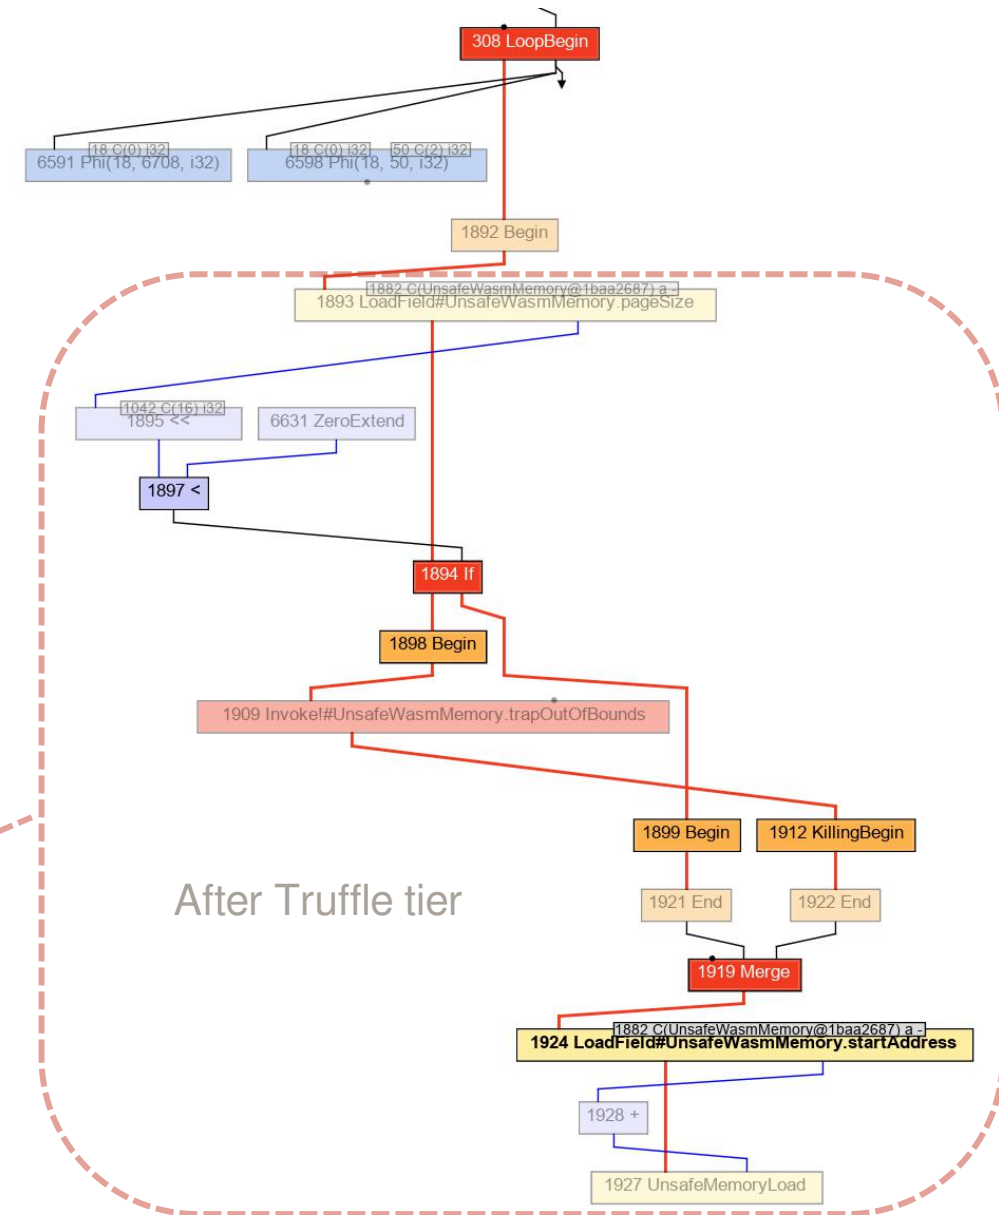 308 LoopBegin
18 C(0) i32
18 C(0) i32
50 C(2) i32
6591 Phi(18, 6708, i32)
6598 Phi(18, 50, i32)
1892 Begin
1882 C(UnsafeWasmMemory@1baa2687) a -
1893 LoadField#UnsafeWasmMemory.pageSize
1042 C(16) i32
1895 <<
6631 ZeroExtend
1897 <
1894 If
1898 Begin
1909 Invoke!#UnsafeWasmMemory.trapOutOfBounds
1899 Begin
1912 KillingBegin
After Truffle tier
1921 End
1922 End
1919 Merge
1882 C(UnsafeWasmMemory@1baa2687) a -
1924 LoadField#UnsafeWasmMemory.startAddress
1928 +
1927 UnsafeMemoryLoad